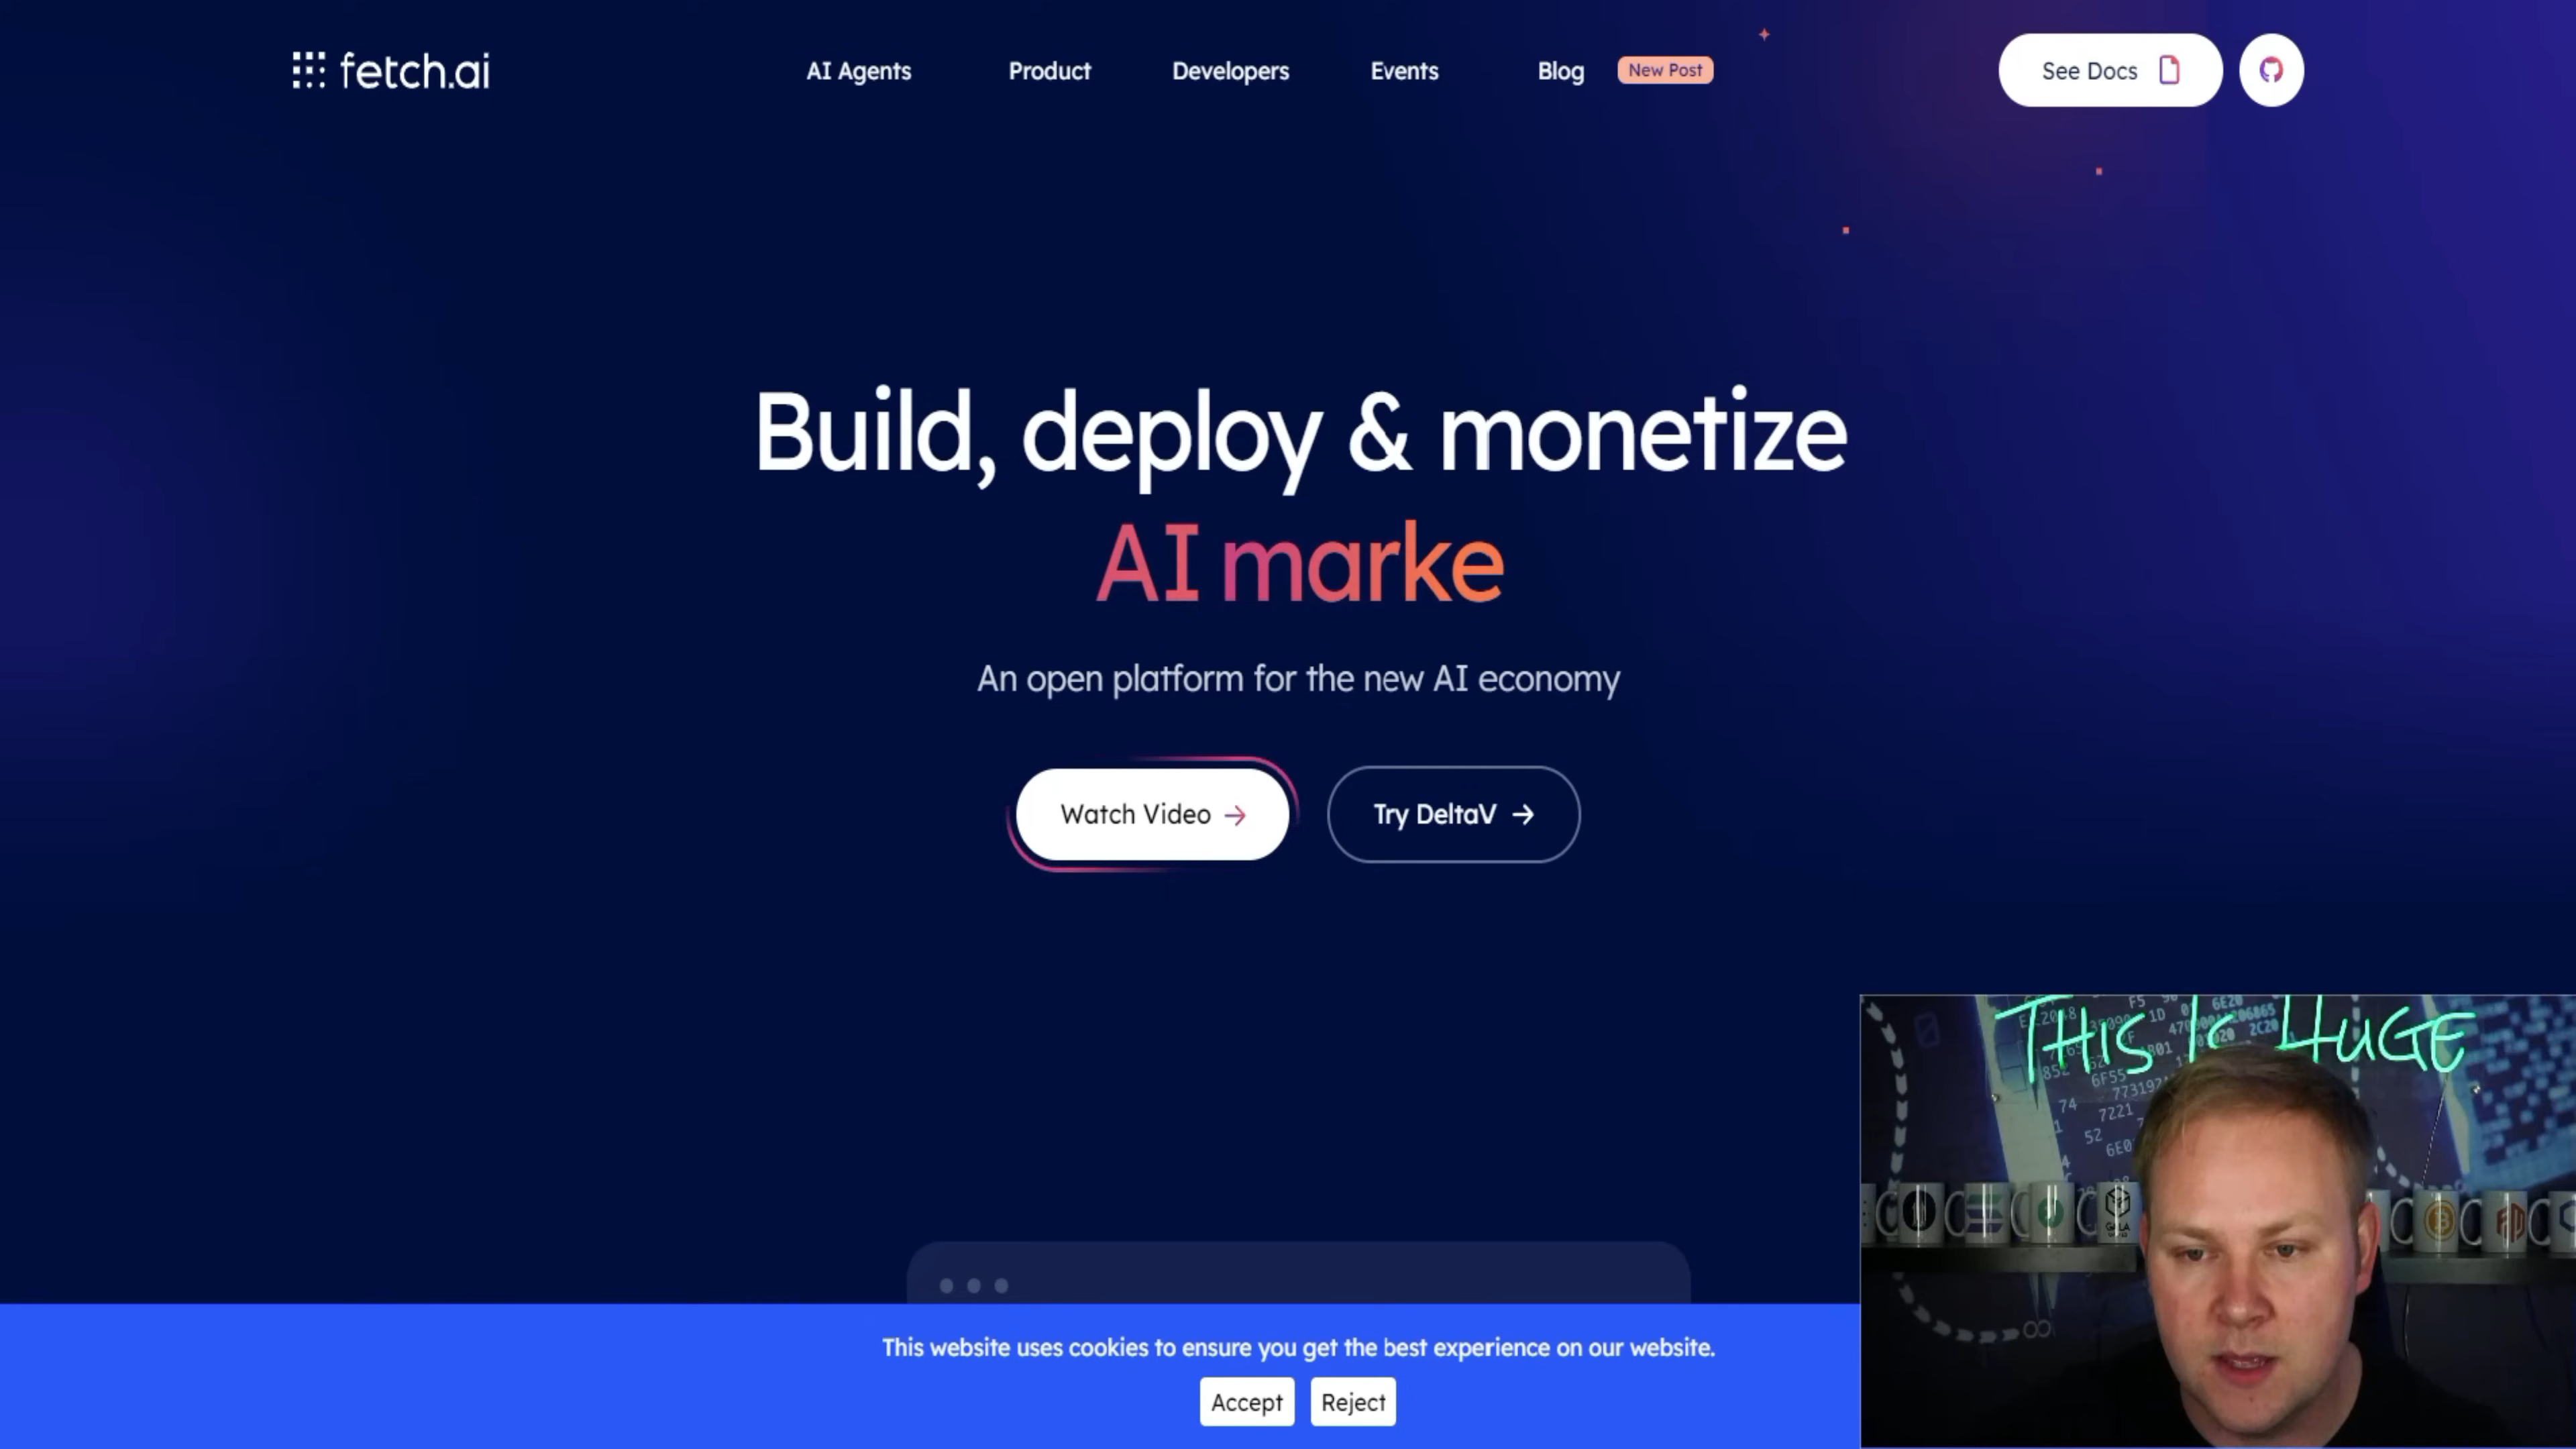 fetch.ai
AI Agents
Product
Developers
Events
Blog
New Post
See Docs
Build, deploy & monetize
AI marke
An open platform for the new AI economy
Watch Video
Try DeltaV
THIS IS HUGE
GALA
This website uses cookies to ensure you get the best experience on our website.
Accept
Reject